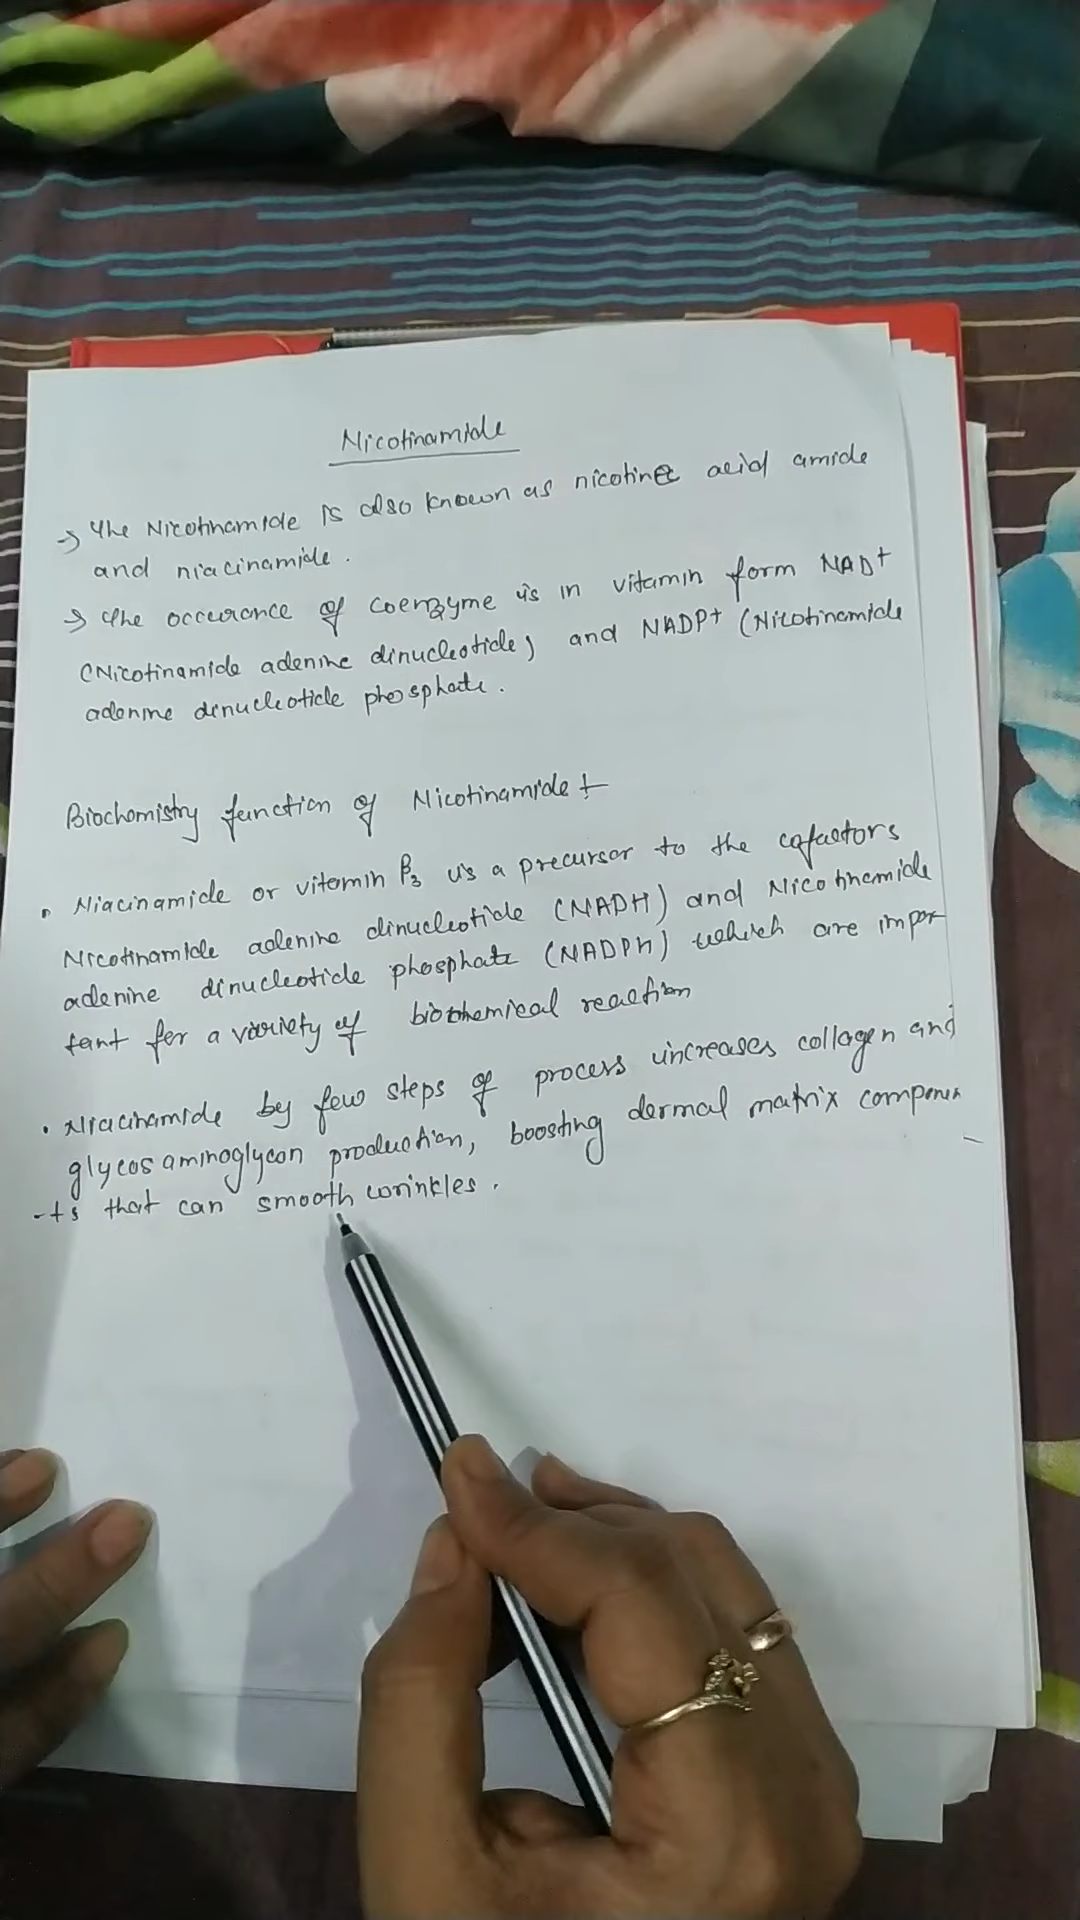 Nicotinamide
→ The Nicotinamide is also known as nicotine acid amide
and niacinamide.
→ The occurance of coenzyme is in vitamin form NAD+
(Nicotinamide adenine dinucleotide) and NADP+ (Nicotinamide
adenine dinucleoticle phosphate.
Biochemistry function of Nicotinamide :-
• Niacinamide or vitamin B3 is a precursor to the cofactors
Nicotinamide adenine dinucleotide (NADH) and Nicotinamide
adenine dinucleotide phosphate (NADPH) which are impor
tant for a variety of biochemical reaction
• Niacinamide by few steps of process increases collagen and
glycosaminoglycan production, boosting dermal matrix componen
-ts that can smooth wrinkles.